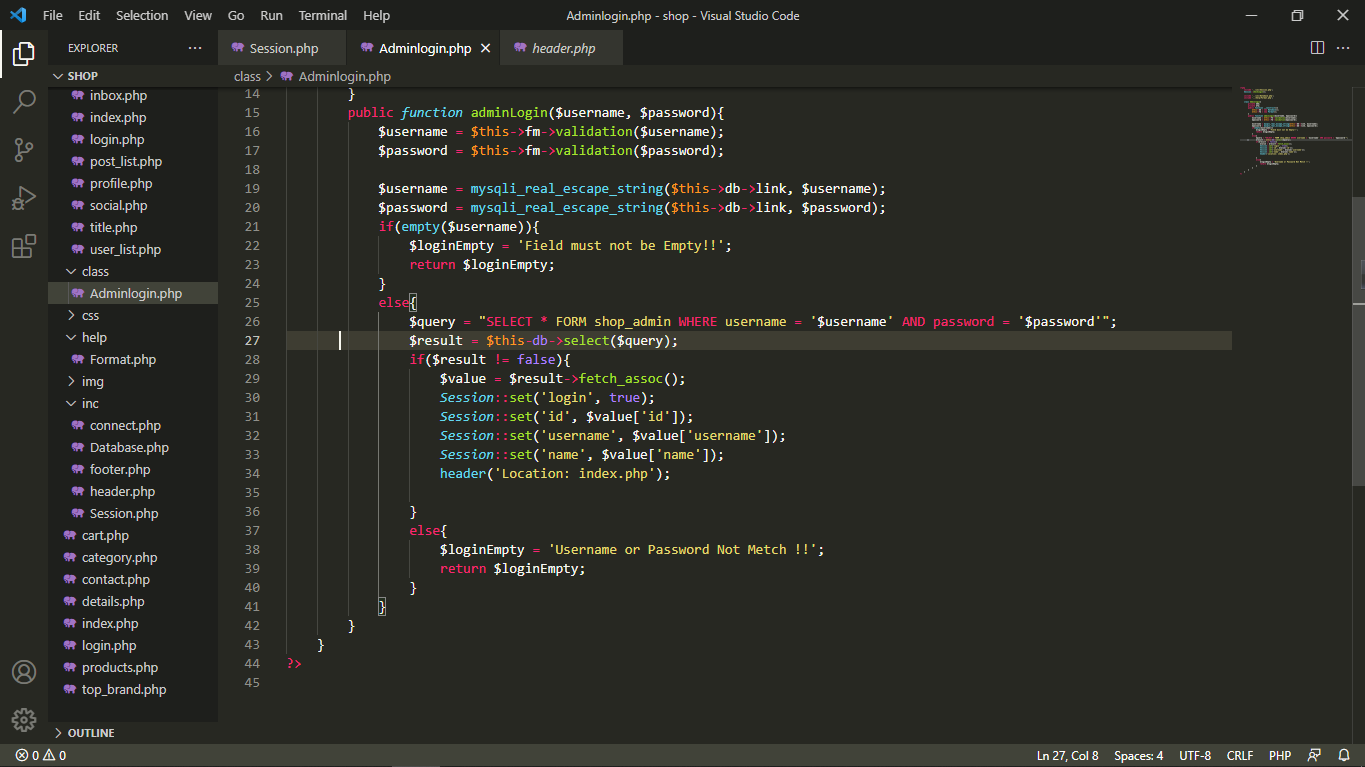 File Edit Selection View Go Run Terminal Help Adminlogin.php - shop - Visual Studio Code
EXPLORER ··· Session.php Adminlogin.php header.php ···
SHOP
class > Adminlogin.php
inbox.php
index.php
login.php
post_list.php
profile.php
social.php
title.php
user_list.php
class
Adminlogin.php
css
help
Format.php
img
inc
connect.php
Database.php
footer.php
header.php
Session.php
cart.php
category.php
contact.php
details.php
index.php
login.php
products.php
top_brand.php
OUTLINE
14 }
15 public function adminLogin($username, $password){
16 $username = $this->fm->validation($username);
17 $password = $this->fm->validation($password);
18
19 $username = mysqli_real_escape_string($this->db->link, $username);
20 $password = mysqli_real_escape_string($this->db->link, $password);
21 if(empty($username)){
22 $loginEmpty = 'Field must not be Empty!!';
23 return $loginEmpty;
24 }
25 else{
26 $query = "SELECT * FORM shop_admin WHERE username = '$username' AND password = '$password'";
27 $result = $this-db->select($query);
28 if($result != false){
29 $value = $result->fetch_assoc();
30 Session::set('login', true);
31 Session::set('id', $value['id']);
32 Session::set('username', $value['username']);
33 Session::set('name', $value['name']);
34 header('Location: index.php');
35
36 }
37 else{
38 $loginEmpty = 'Username or Password Not Metch !!';
39 return $loginEmpty;
40 }
41 }
42 }
43 }
44 ?>
45
0 0 Ln 27, Col 8 Spaces: 4 UTF-8 CRLF PHP